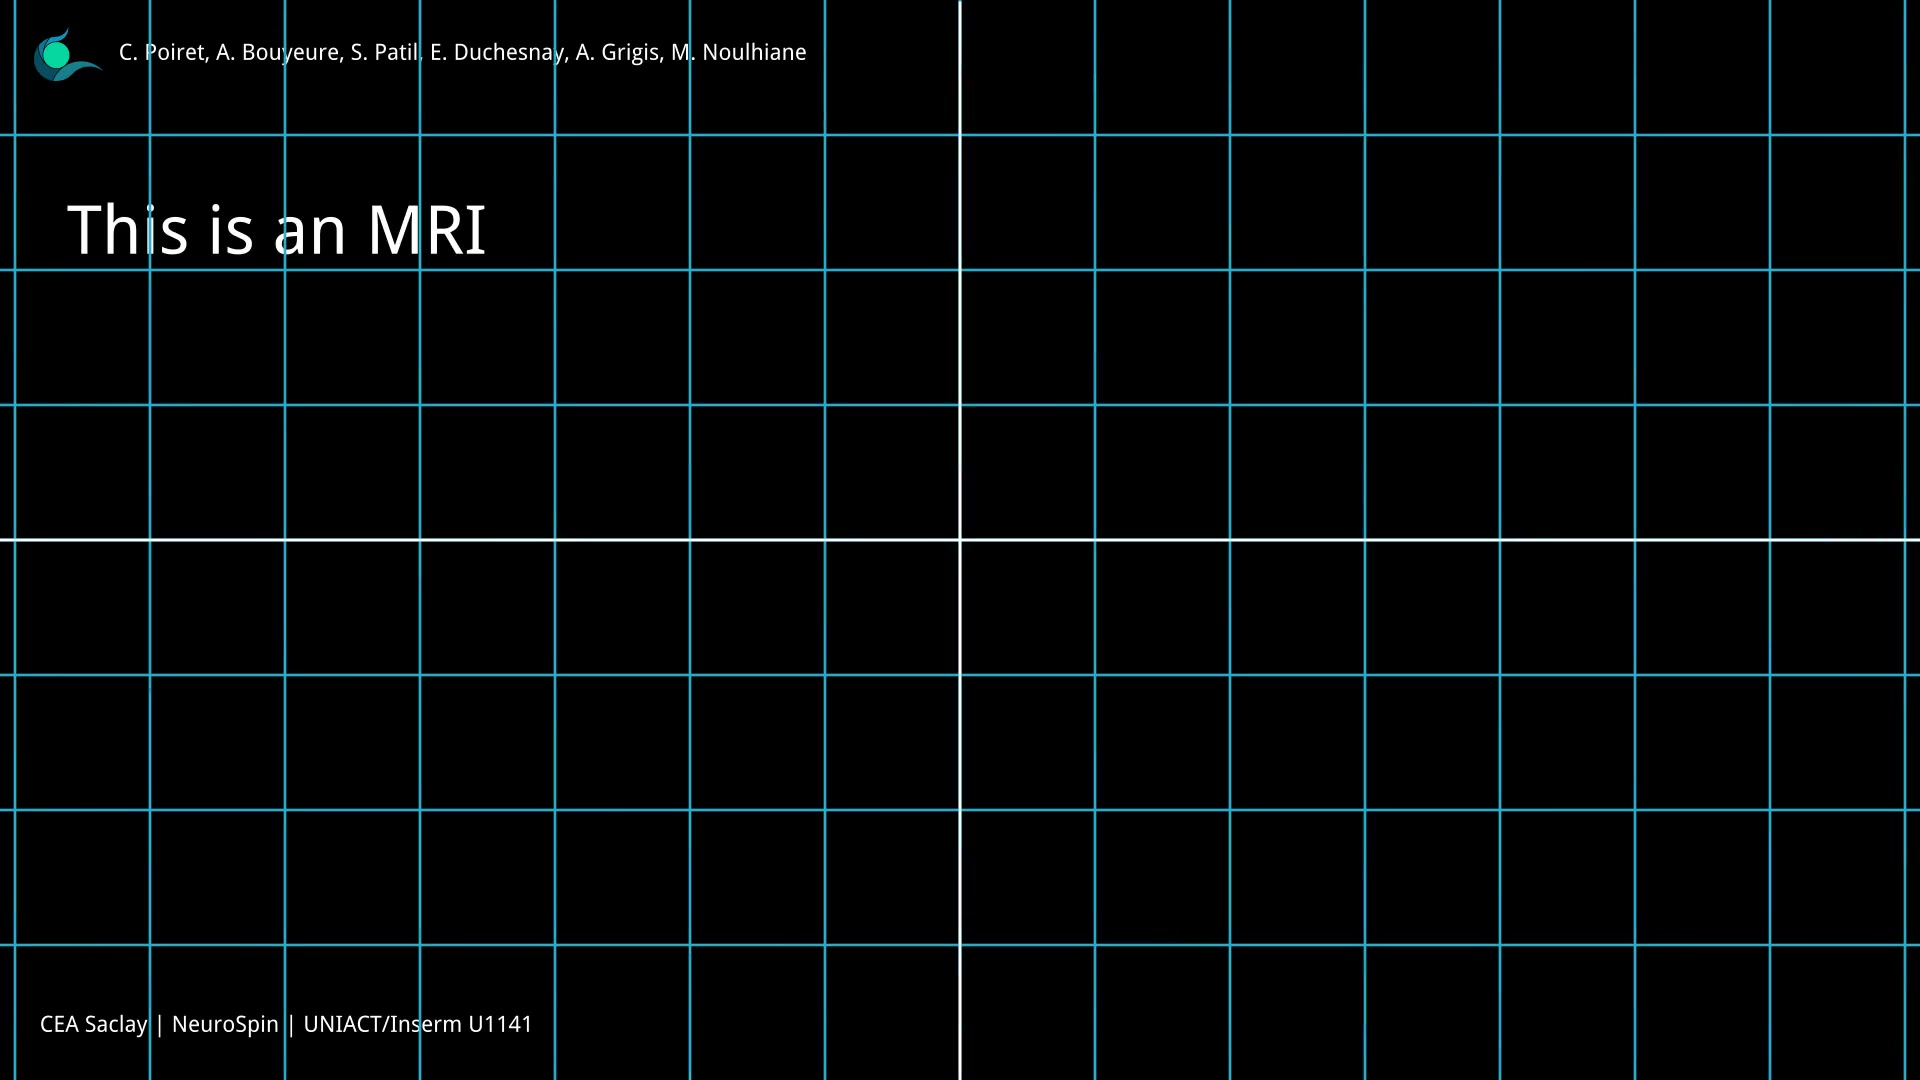 C. Poiret, A. Bouyeure, S. Patil, E. Duchesnay, A. Grigis, M. Noulhiane
This is an MRI
CEA Saclay | NeuroSpin | UNIACT/Inserm U1141